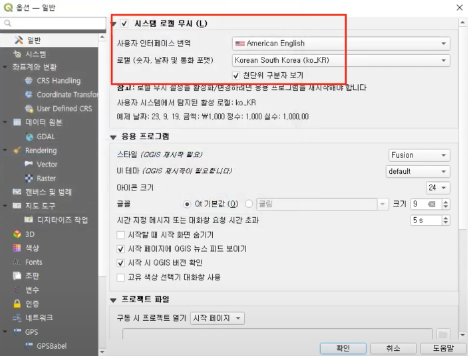 옵션 — 일반
일반
시스템
좌표계와 변환
CRS Handling
Coordinate Transfor
User Defined CRS
데이터 원본
GDAL
Rendering
Vector
Raster
캔버스 및 범례
지도 도구
디지타이즈 작업
3D
색상
Fonts
조판
변수
인증
네트워크
GPS
GPSBabel
시스템 로캘 무시 (L)
사용자 인터페이스 번역 American English
로캘 (숫자, 날짜 및 통화 포맷) Korean South Korea (ko_KR)
천단위 구분자 보기
참고: 로캘 무시 설정을 활성화/변경하려면 응용 프로그램을 재시작해야 합니다
사용자 시스템에서 탐지된 활성 로캘: ko_KR
예제 날짜: 23. 9. 19. 금액: ₩1,000 정수: 1,000 실수: 1,000.00
응용 프로그램
스타일 (QGIS 재시작 필요) Fusion
UI 테마 (QGIS 재시작이 필요합니다) default
아이콘 크기 24
글꼴 Qt 기본값 (Q) 굴림 크기 9
시간 지정 메시지 또는 대화창 요청 시간 초과 5 s
시작할 때 시작 화면 숨기기
시작 페이지에 QGIS 뉴스 피드 보이기
시작 시 QGIS 버전 확인
고유 색상 선택기 대화창 사용
프로젝트 파일
구동 시 프로젝트 열기 시작 페이지
확인 취소 도움말